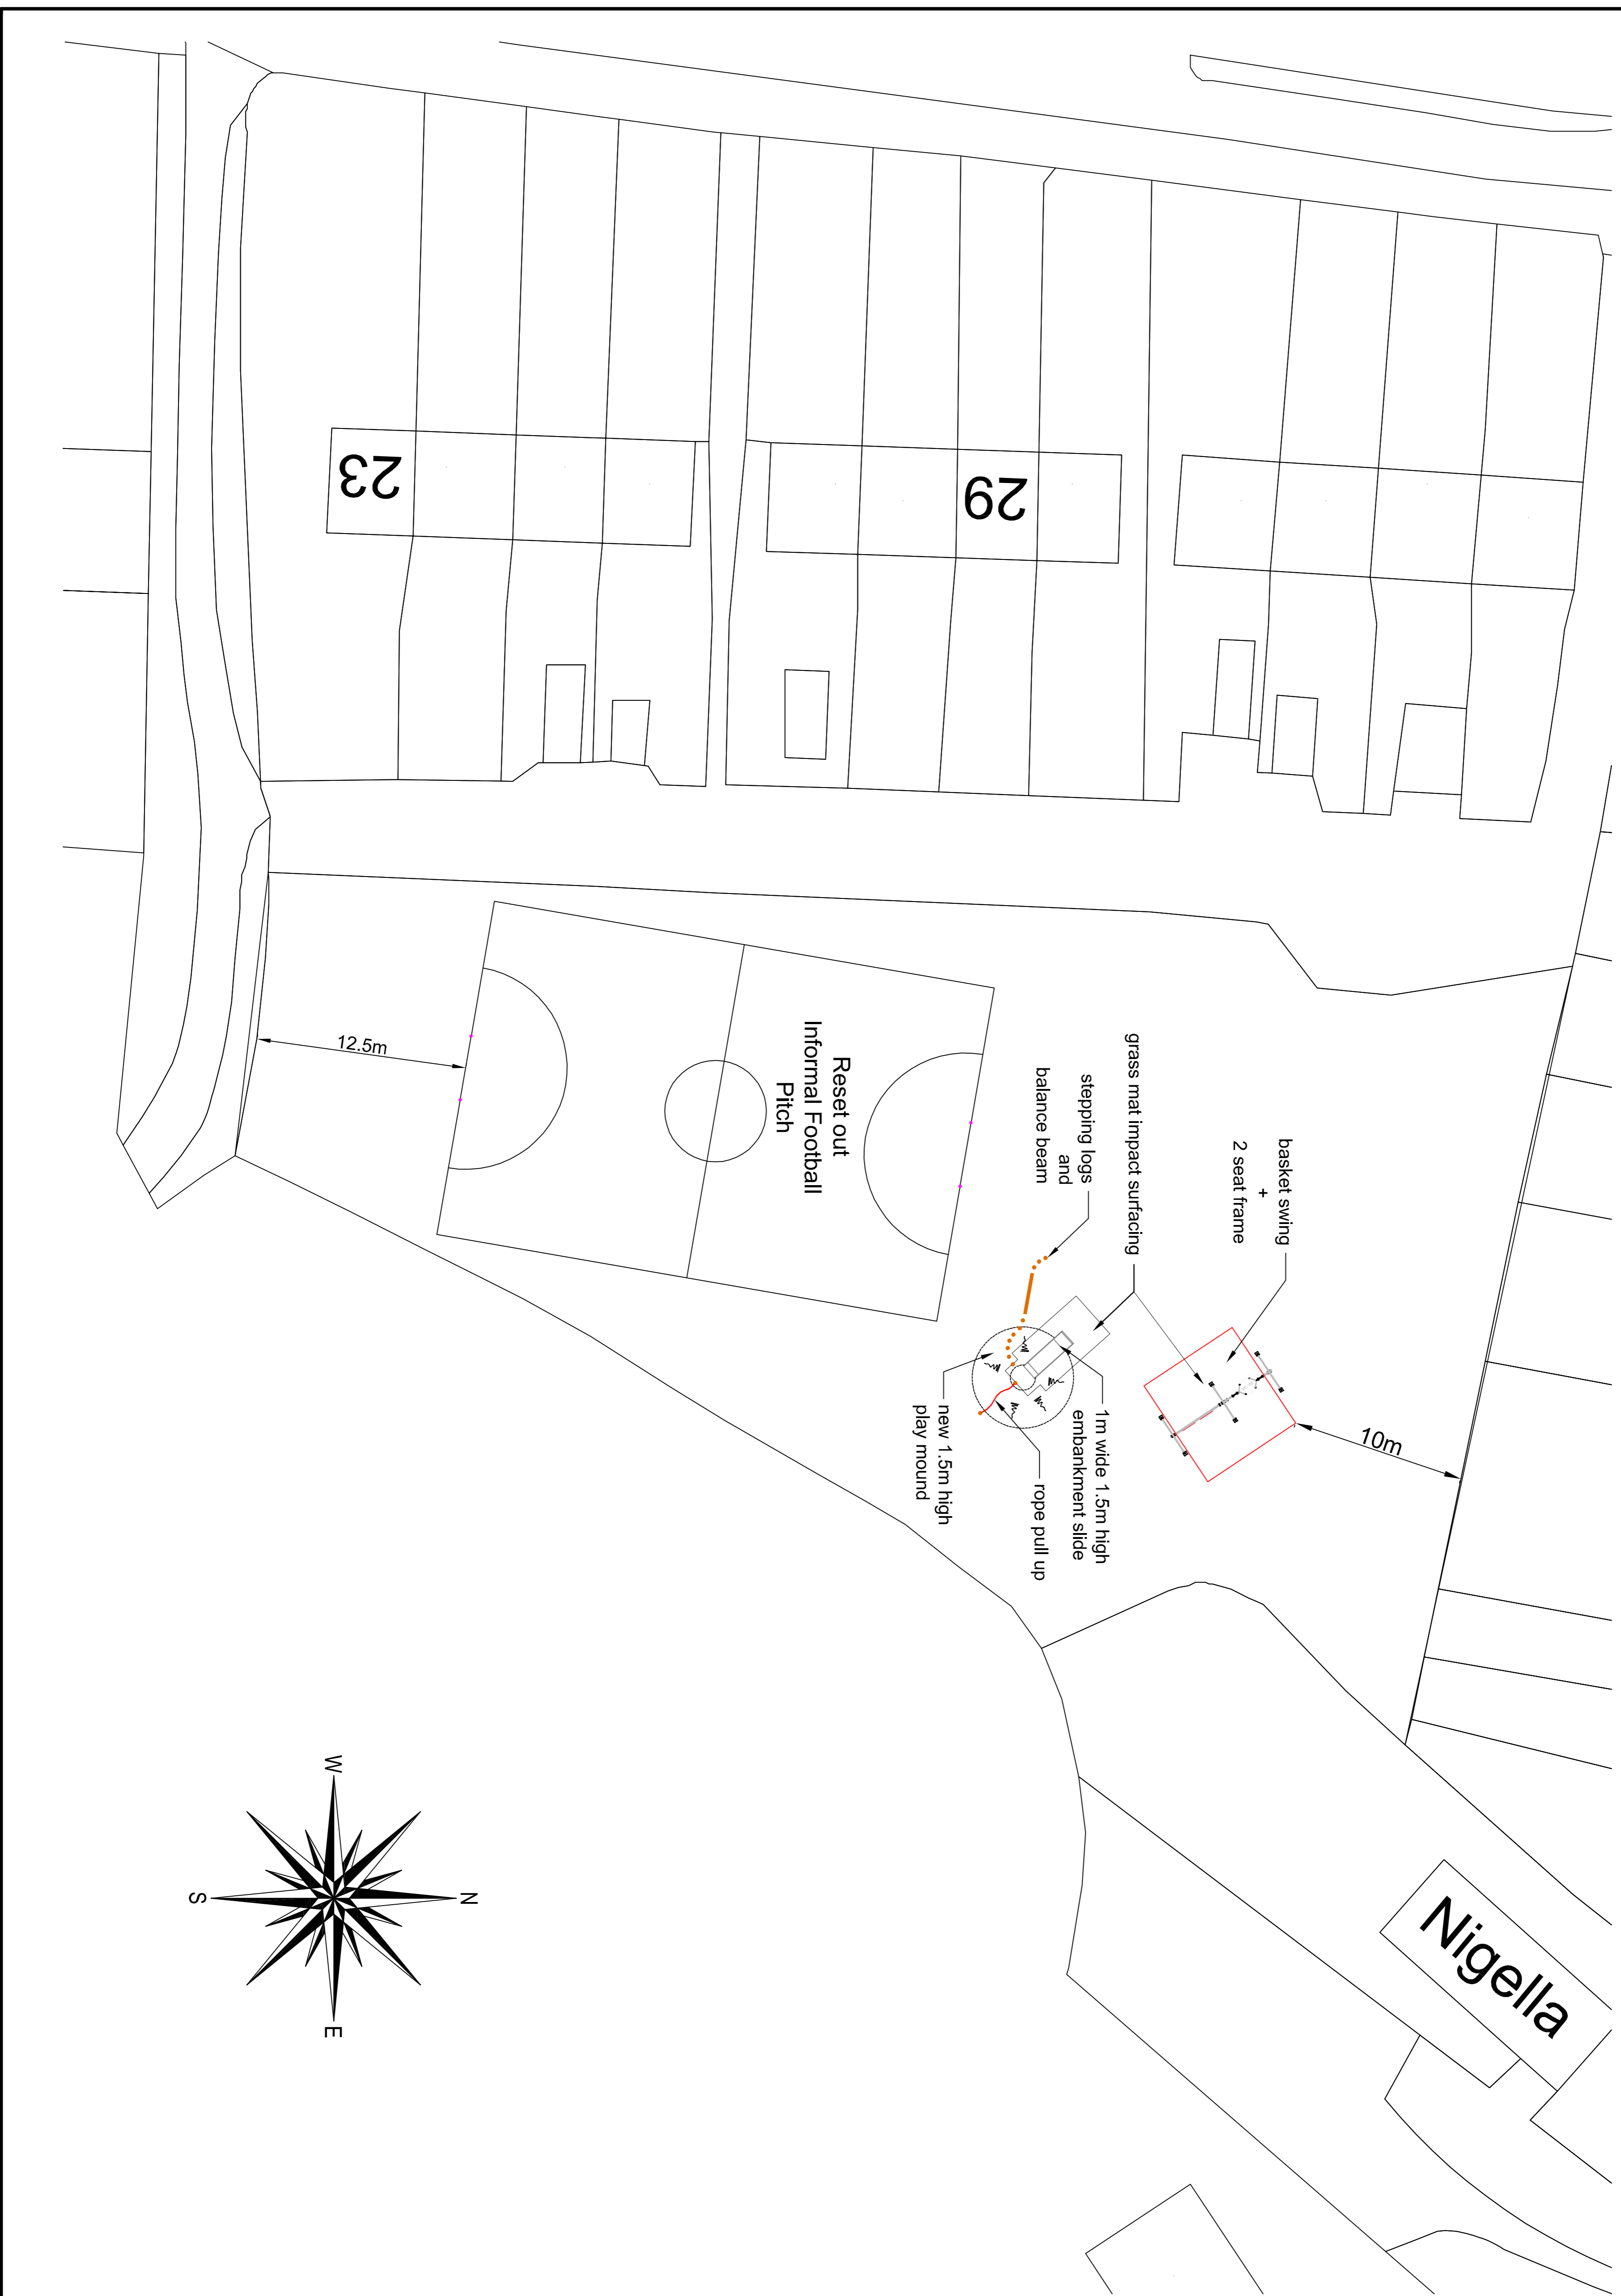 23
29
12.5m
Reset out
Informal Football
Pitch
stepping logs
and
balance beam
grass mat impact surfacing
basket swing
+
2 seat frame
10m
1m wide 1.5m high
embankment slide
rope pull up
new 1.5m high
play mound
Nigella
N
W
E
S